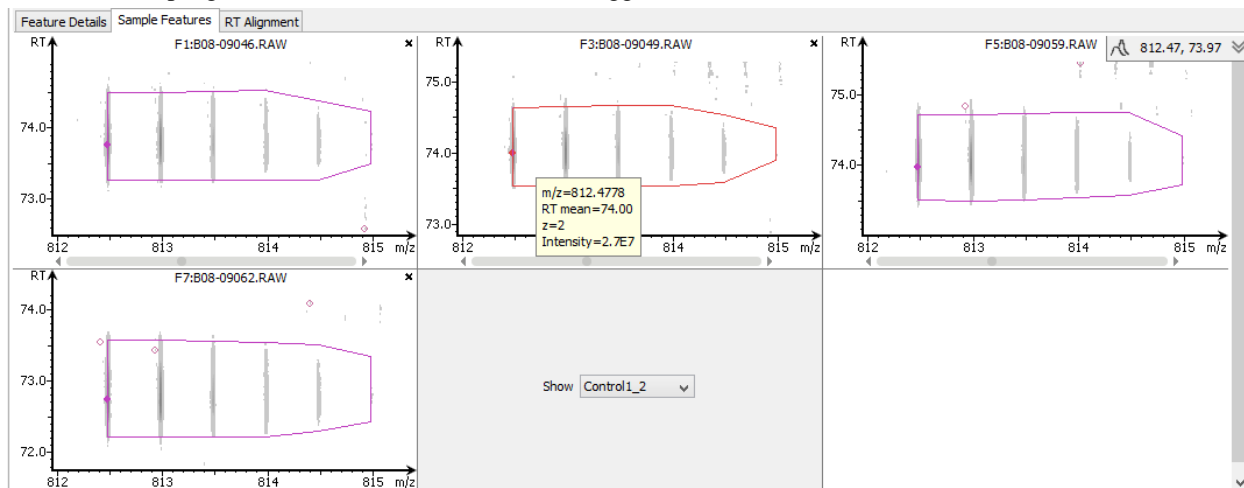 Feature Details Sample Features RT Alignment
RT F1:B08-09046.RAW
74.0
73.0
812 813 814 815 m/z
RT F3:B08-09049.RAW
75.0
74.0
73.0
m/z=812.4778
RT mean=74.00
z=2
Intensity=2.7E7
812 814 815 m/z
RT F5:B08-09059.RAW 812.47, 73.97
75.0
74.0
812 813 814 815 m/z
RT F7:B08-09062.RAW
74.0
73.0
72.0
812 813 814 815 m/z
Show Control1_2